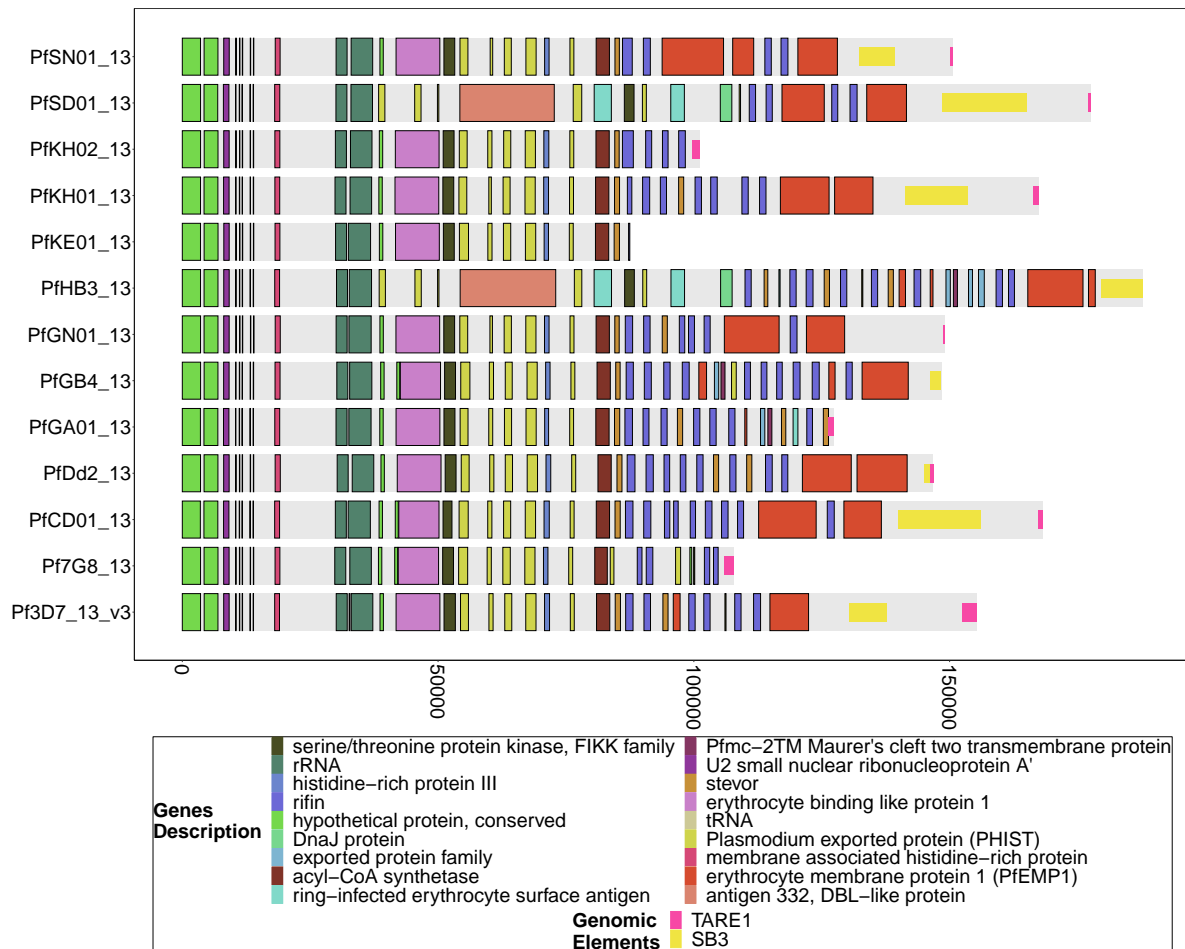 PfSN01_13
PfSD01_13
PfKH02_13
PfKH01_13
PfKE01_13
PfHB3_13
PfGN01_13
PfGB4_13
PfGA01_13
PfDd2_13
PfCD01_13
Pf7G8_13
Pf3D7_13_v3
0
50000
100000
150000
Genes
Description
serine/threonine protein kinase, FIKK family
rRNA
histidine−rich protein III
rifin
hypothetical protein, conserved
DnaJ protein
exported protein family
acyl−CoA synthetase
ring−infected erythrocyte surface antigen
Pfmc−2TM Maurer's cleft two transmembrane protein
U2 small nuclear ribonucleoprotein A'
stevor
erythrocyte binding like protein 1
tRNA
Plasmodium exported protein (PHIST)
membrane associated histidine−rich protein
erythrocyte membrane protein 1 (PfEMP1)
antigen 332, DBL−like protein
Genomic
Elements
TARE1
SB3